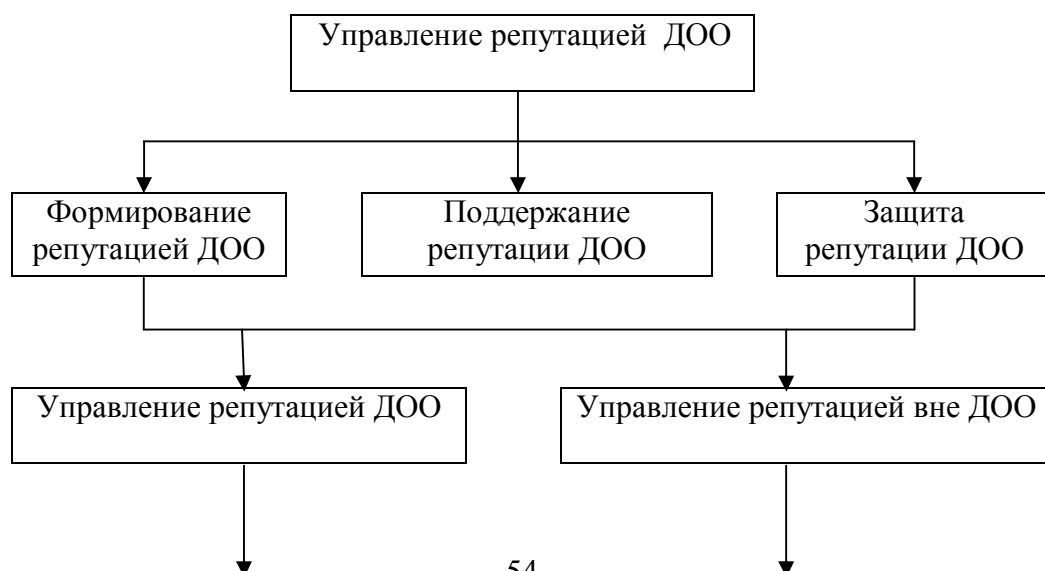 Управление репутацией ДОО
Формирование
репутацией ДОО
Поддержание
репутации ДОО
Защита
репутации ДОО
Управление репутацией ДОО
Управление репутацией вне ДОО
54